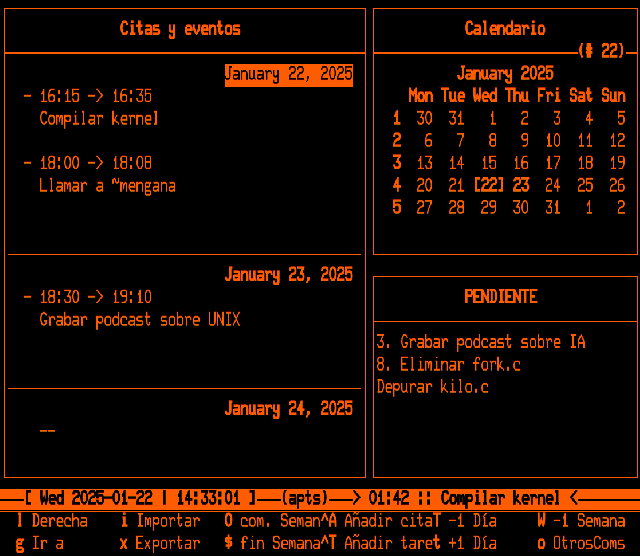 Citas y eventos
January 22, 2025
- 16:15 -> 16:35
Compilar kernel
- 18:00 -> 18:08
Llamar a ~mengana
January 23, 2025
- 18:30 -> 19:10
Grabar podcast sobre UNIX
January 24, 2025
--
Calendario
(# 22)
January 2025
Mon Tue Wed Thu Fri Sat Sun
1 30 31 1 2 3 4 5
2 6 7 8 9 10 11 12
3 13 14 15 16 17 18 19
4 20 21 [22] 23 24 25 26
5 27 28 29 30 31 1 2
PENDIENTE
3. Grabar podcast sobre IA
8. Eliminar fork.c
Depurar kilo.c
[ Wed 2025-01-22 | 14:33:01 ] (apts) > 01:42 :: Compilar kernel <
l Derecha i Importar O com. Seman^A Añadir citaT -1 Día W -1 Semana
g Ir a x Exportar $ fin Semana^T Añadir taret +1 Día o OtrosComs